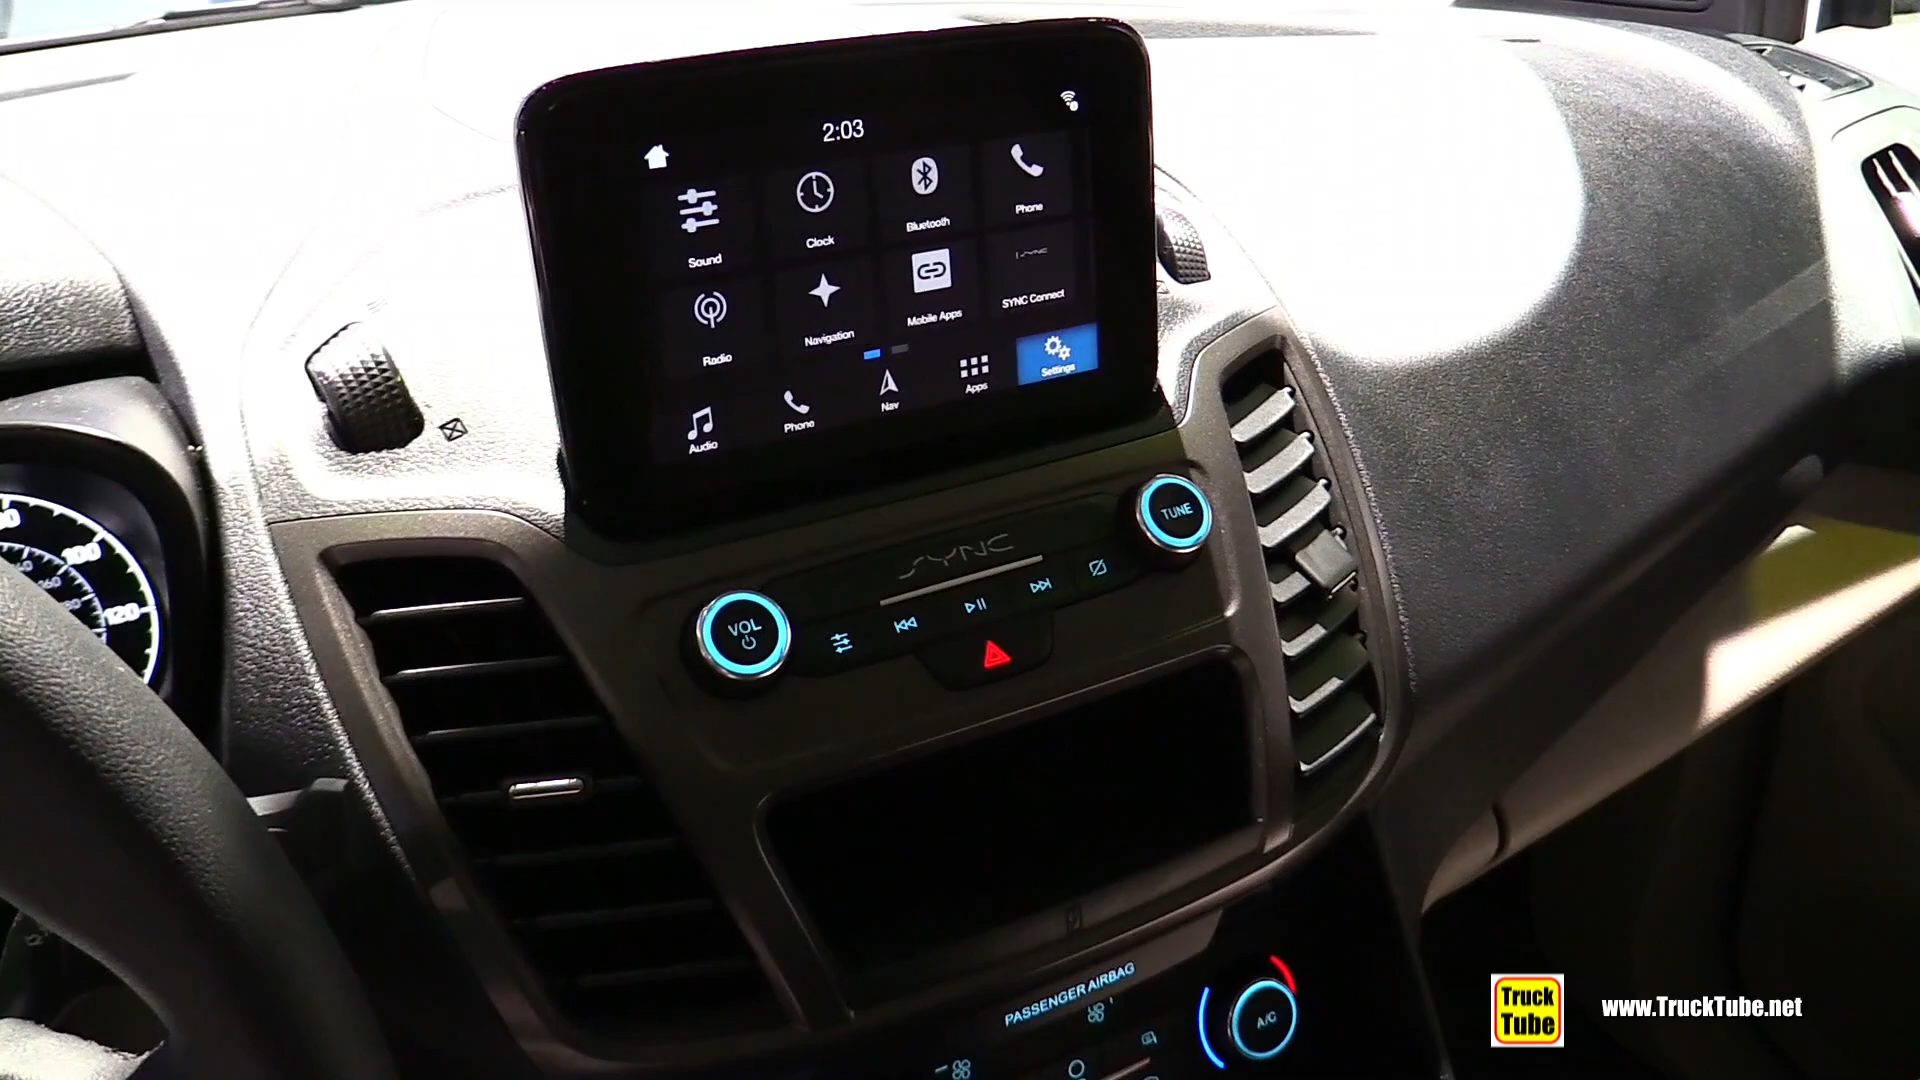 2:03
Sound
Clock
Bluetooth
Phone
Radio
Navigation
Mobile Apps
SYNC Connect
Audio
Phone
Nav
Apps
Settings
SYNC
VOL
TUNE
100
120
PASSENGER AIRBAG
A/C
Truck
Tube
www.TruckTube.net